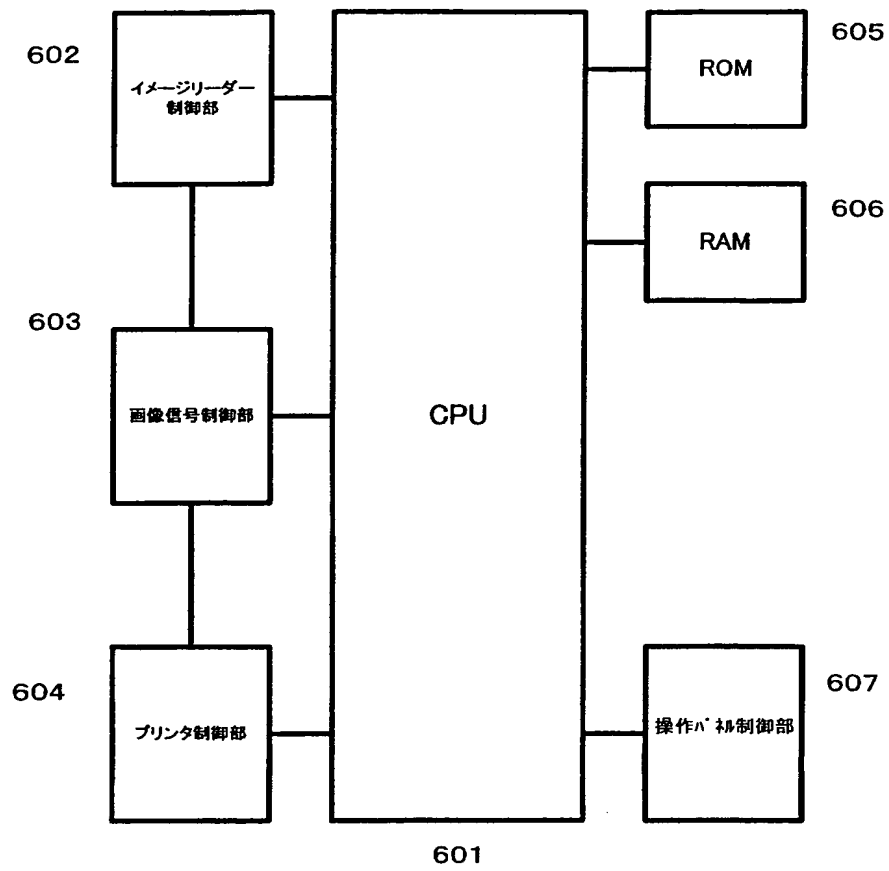 602
イメージリーダー
制御部
603
画像信号制御部
604
プリンタ制御部
CPU
601
605
ROM
606
RAM
607
操作ﾊﾟﾈﾙ制御部